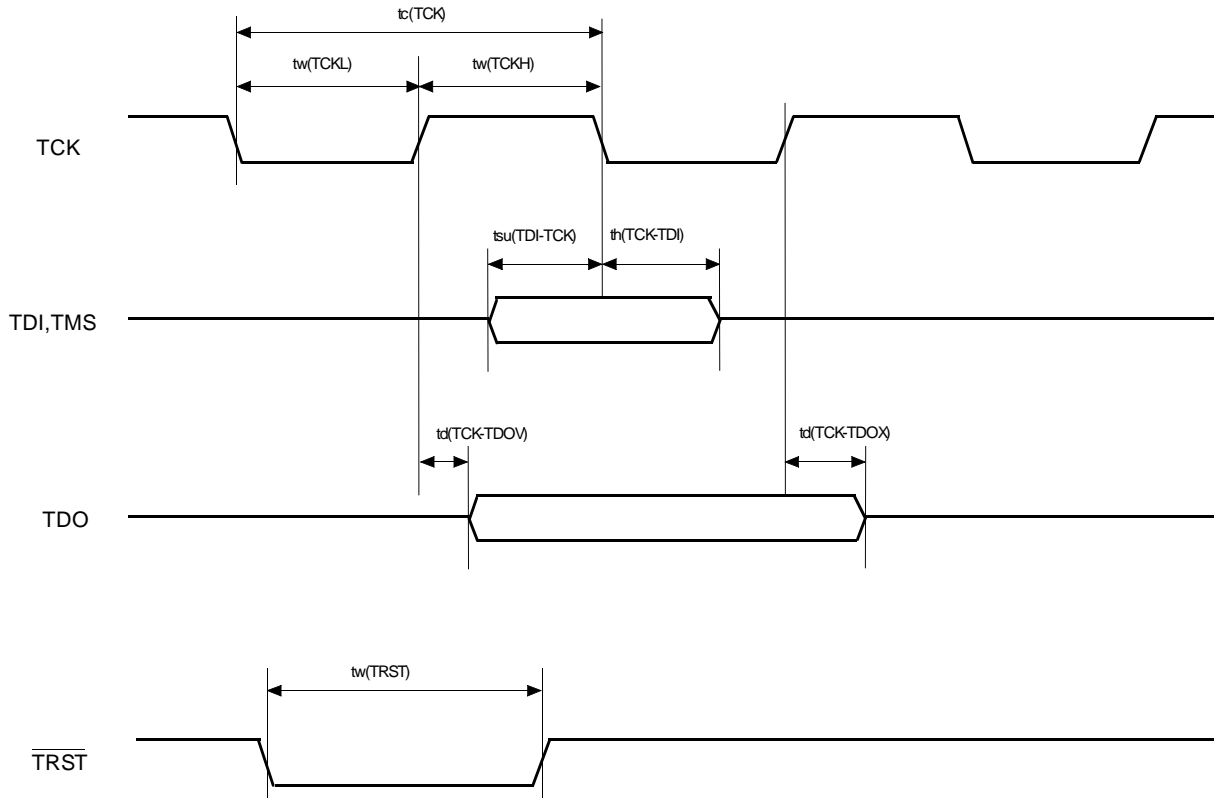 tc(TCK)
tw(TCKL) tw(TCKH)
TCK
tsu(TDI-TCK) th(TCK-TDI)
TDI,TMS
td(TCK-TDOV) td(TCK-TDOX)
TDO
tw(TRST)
TRST